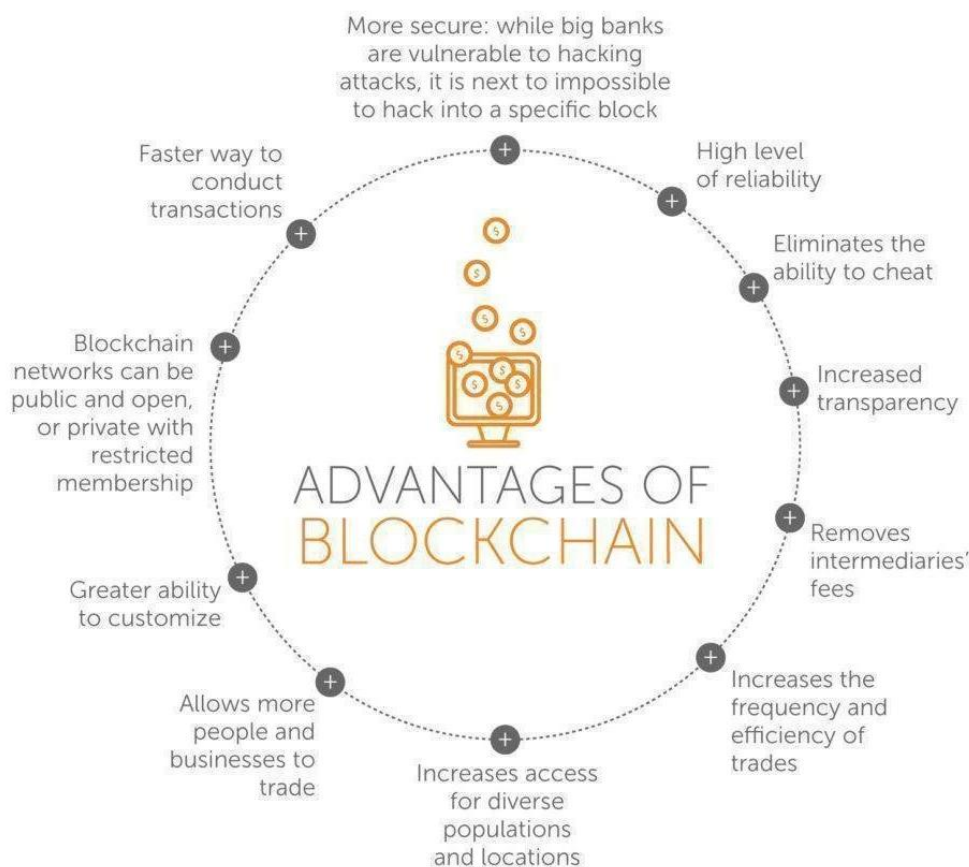 More secure: while big banks
are vulnerable to hacking
attacks, it is next to impossible
to hack into a specific block
High level
of reliability
Eliminates the
ability to cheat
Increased
transparency
Removes
intermediaries'
fees
Increases the
frequency and
efficiency of
trades
Increases access
for diverse
populations
and locations
Allows more
people and
businesses to
trade
Greater ability
to customize
Blockchain
networks can be
public and open,
or private with
restricted
membership
Faster way to
conduct
transactions
ADVANTAGES OF
BLOCKCHAIN